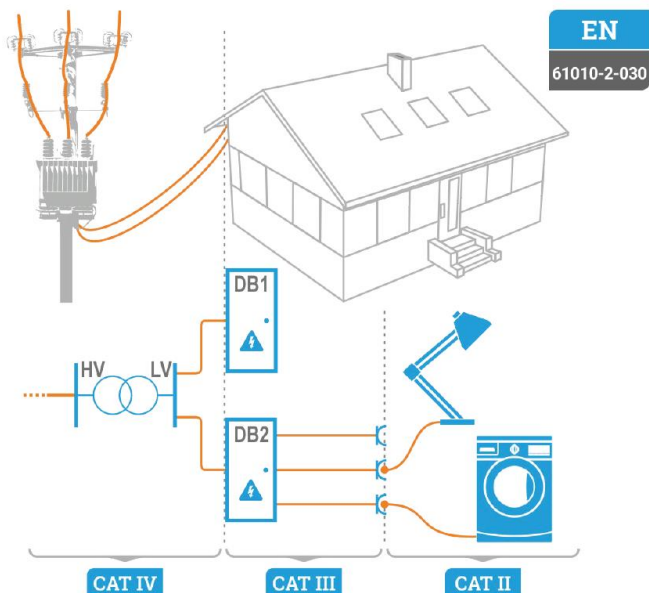 EN
61010-2-030
DB1
HV LV
DB2
CAT IV CAT III CAT II